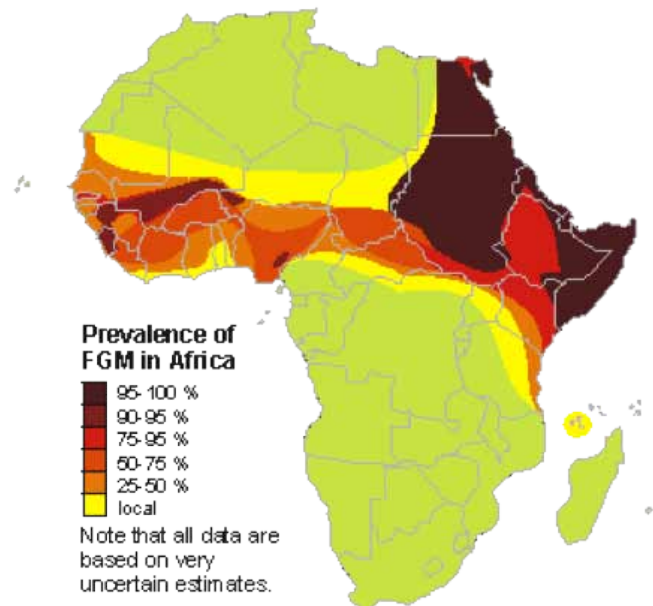 Prevalence of
FGM in Africa
95-100 %
90-95 %
75-95 %
50-75 %
25-50 %
local
Note that all data are
based on very
uncertain estimates.